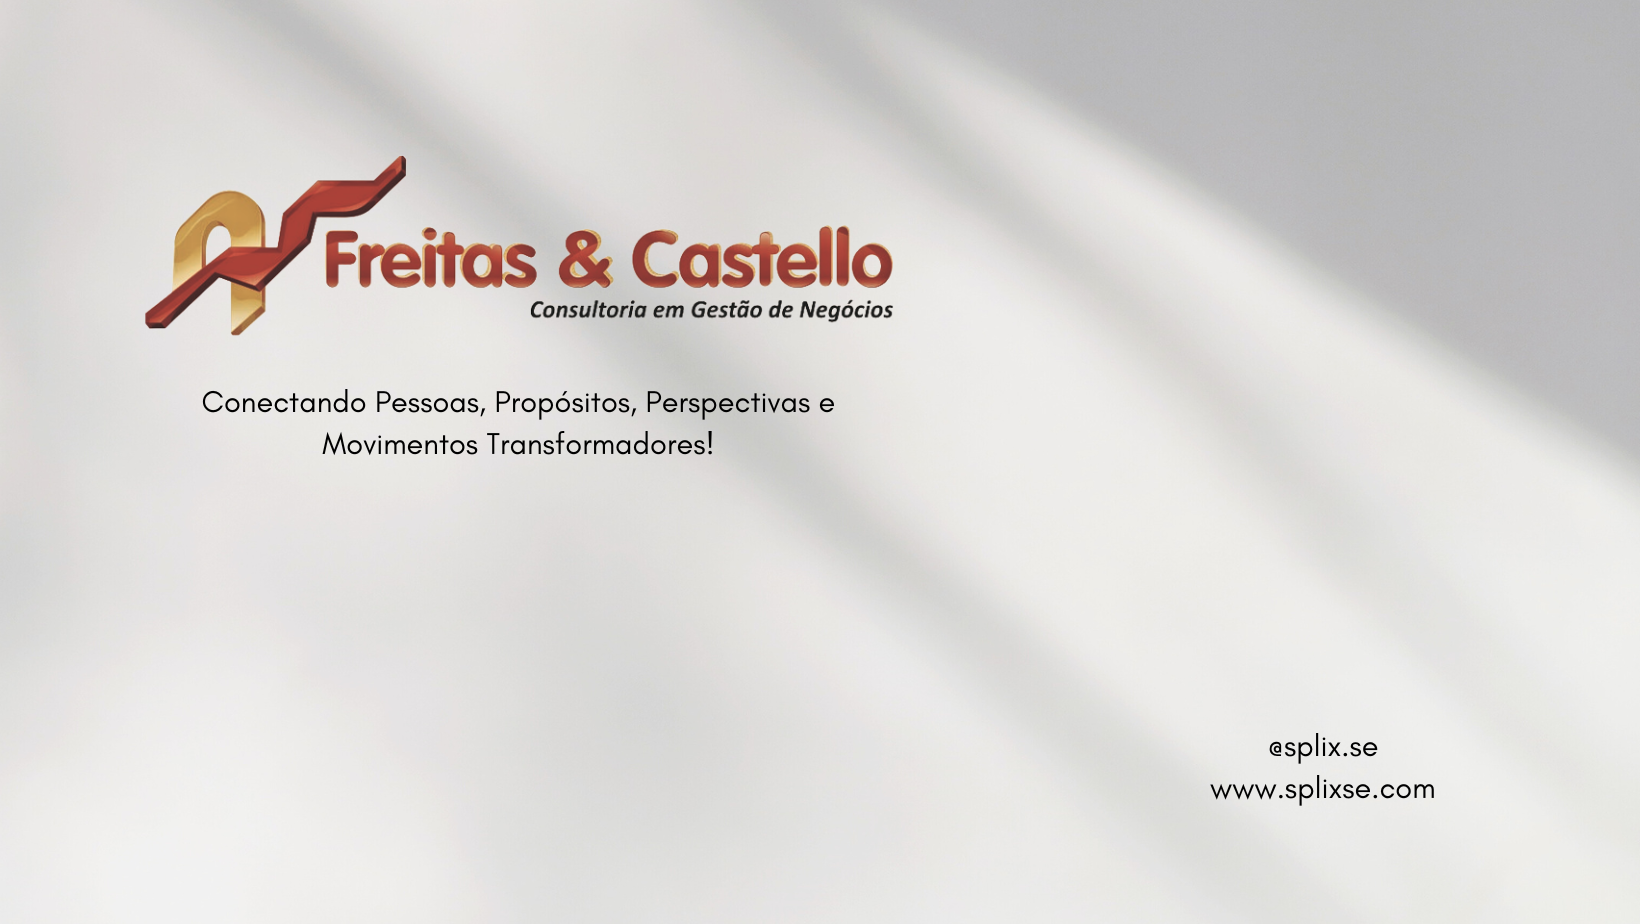 Freitas & Castello
Consultoria em Gestão de Negócios
Conectando Pessoas, Propósitos, Perspectivas e
Movimentos Transformadores!
@splix.se
www.splixse.com